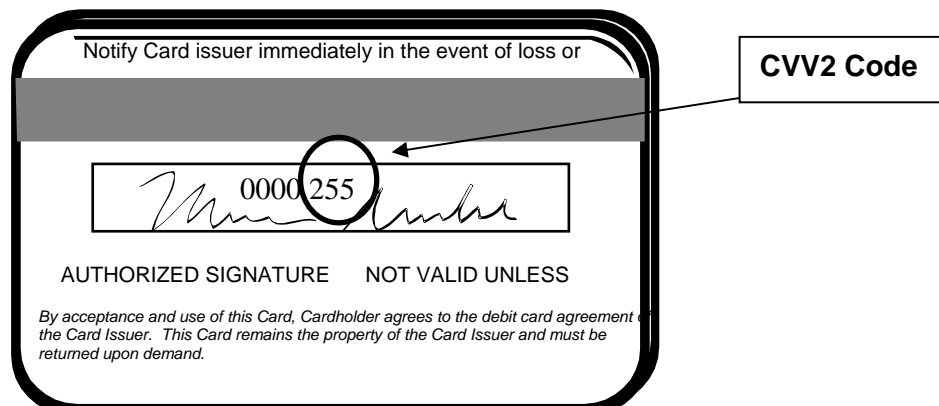 Notify Card issuer immediately in the event of loss or
CVV2 Code
0000 255
AUTHORIZED SIGNATURE NOT VALID UNLESS
By acceptance and use of this Card, Cardholder agrees to the debit card agreement of
the Card Issuer. This Card remains the property of the Card Issuer and must be
returned upon demand.